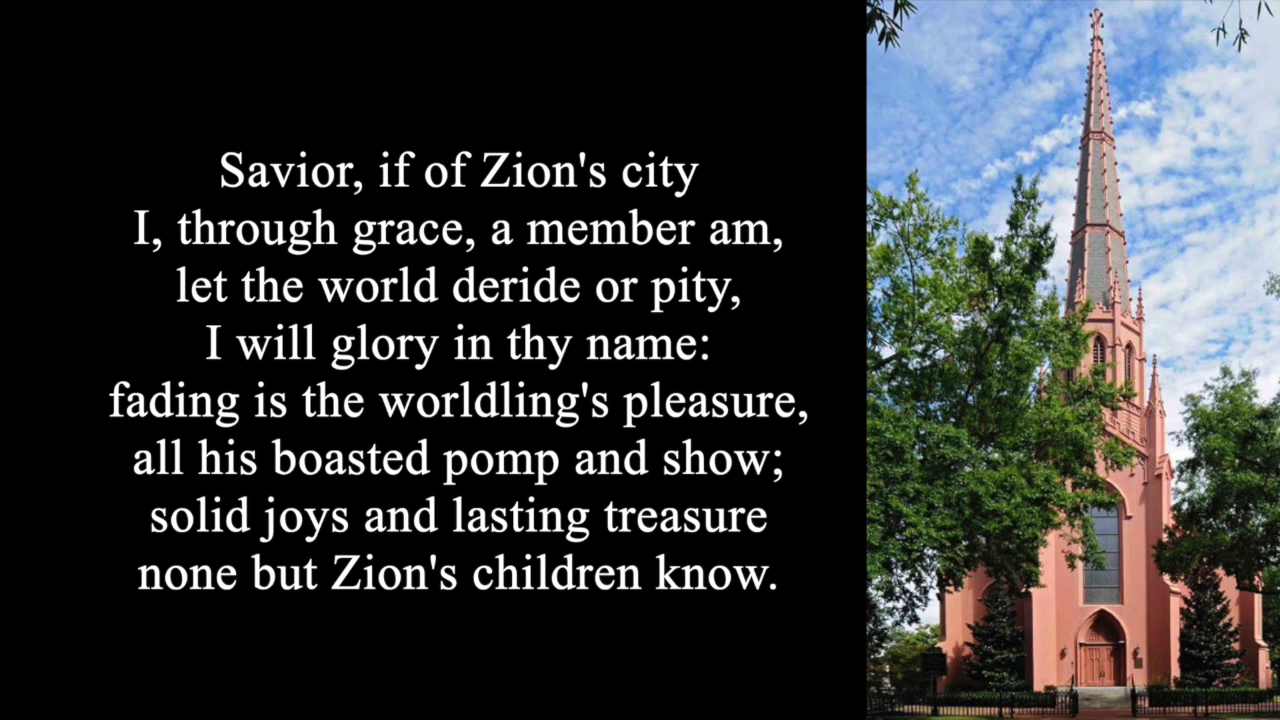 Savior, if of Zion's city
I, through grace, a member am,
let the world deride or pity,
I will glory in thy name:
fading is the worldling's pleasure,
all his boasted pomp and show;
solid joys and lasting treasure
none but Zion's children know.